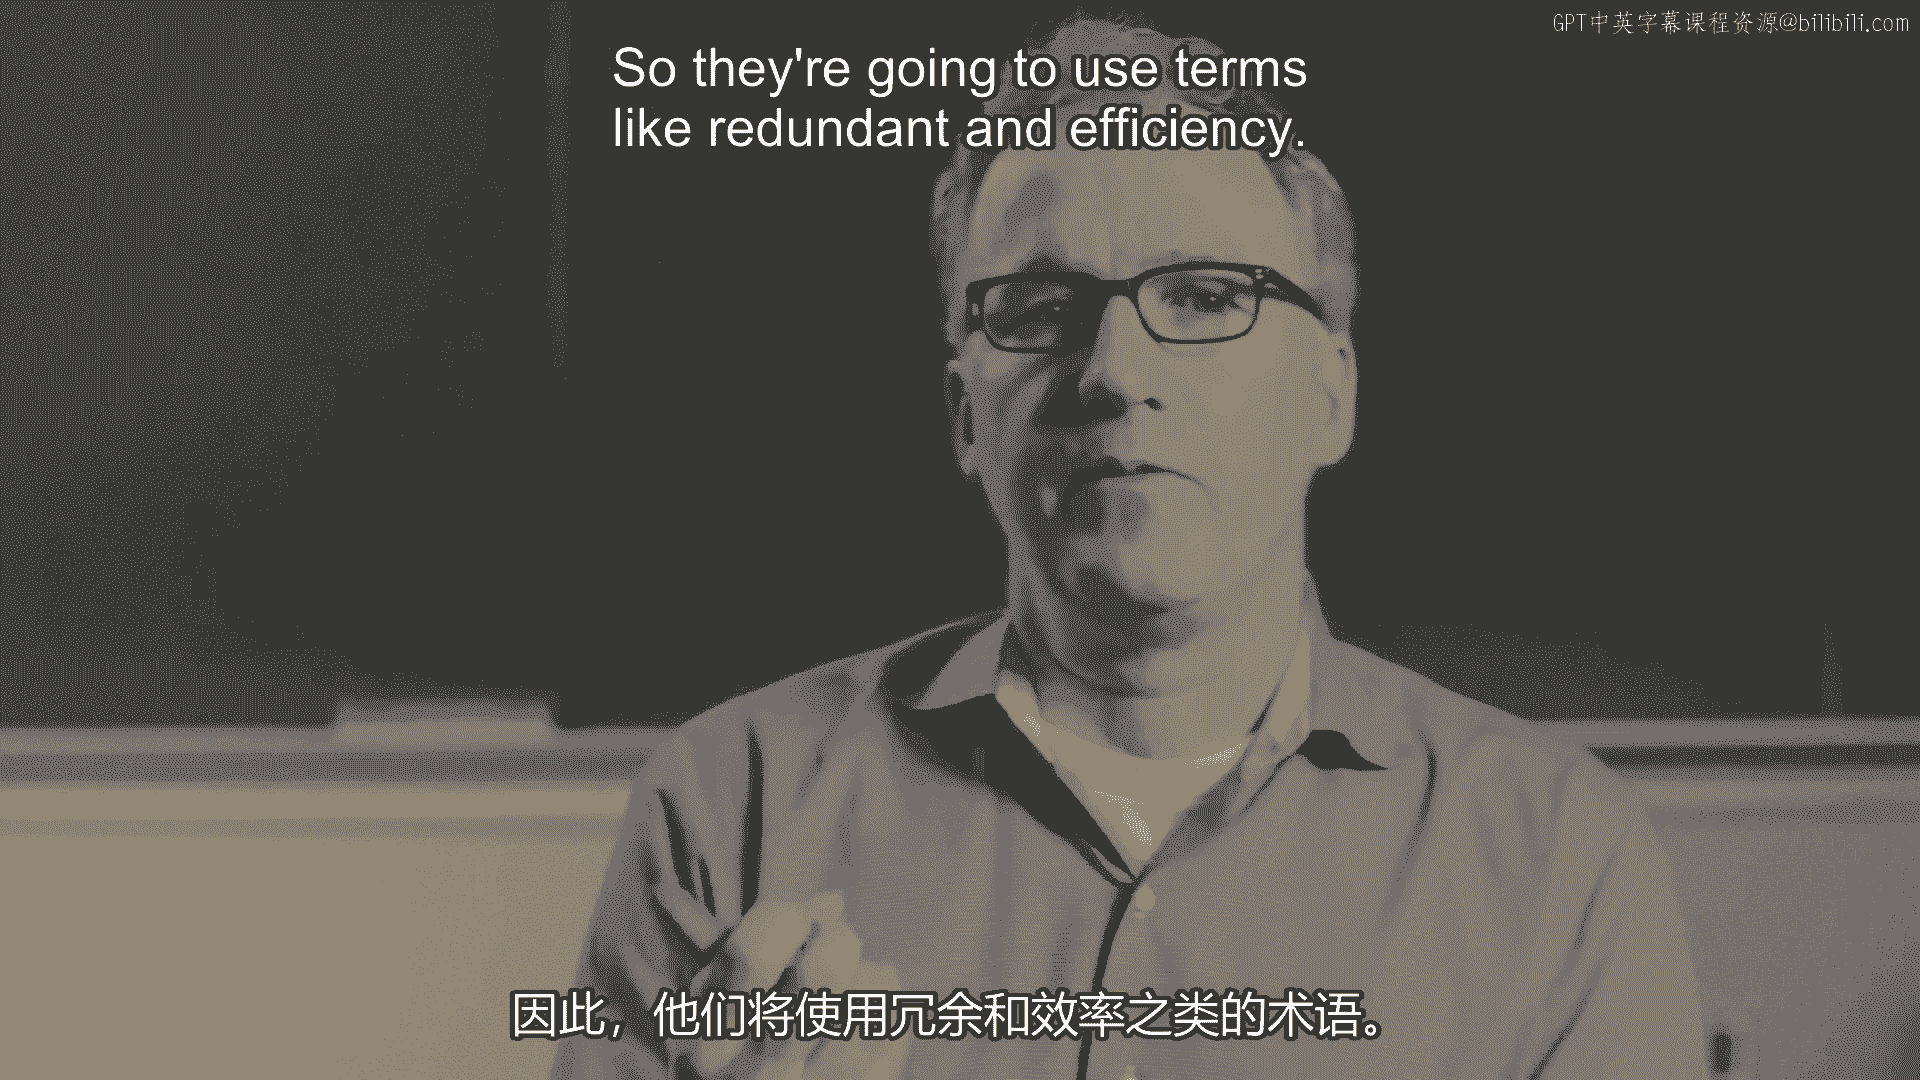 GPT中英字幕课程资源@bilibili.com
So they're going to use terms
like redundant and efficiency.
因此，他们将使用冗余和效率之类的术语。